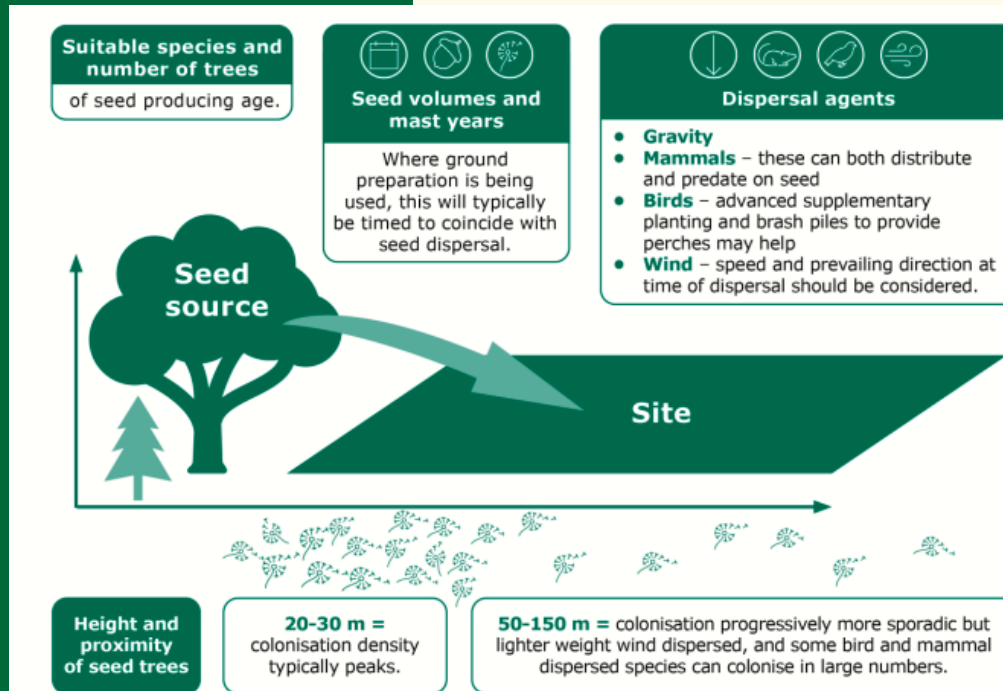 Suitable species and
number of trees
of seed producing age.
Seed volumes and
mast years
Where ground
preparation is being
used, this will typically
be timed to coincide with
seed dispersal.
Dispersal agents
• Gravity
• Mammals – these can both distribute
and predate on seed
• Birds – advanced supplementary
planting and brash piles to provide
perches may help
• Wind – speed and prevailing direction at
time of dispersal should be considered.
Seed
source
Site
Height and
proximity
of seed trees
20-30 m =
colonisation density
typically peaks.
50-150 m = colonisation progressively more sporadic but
lighter weight wind dispersed, and some bird and mammal
dispersed species can colonise in large numbers.